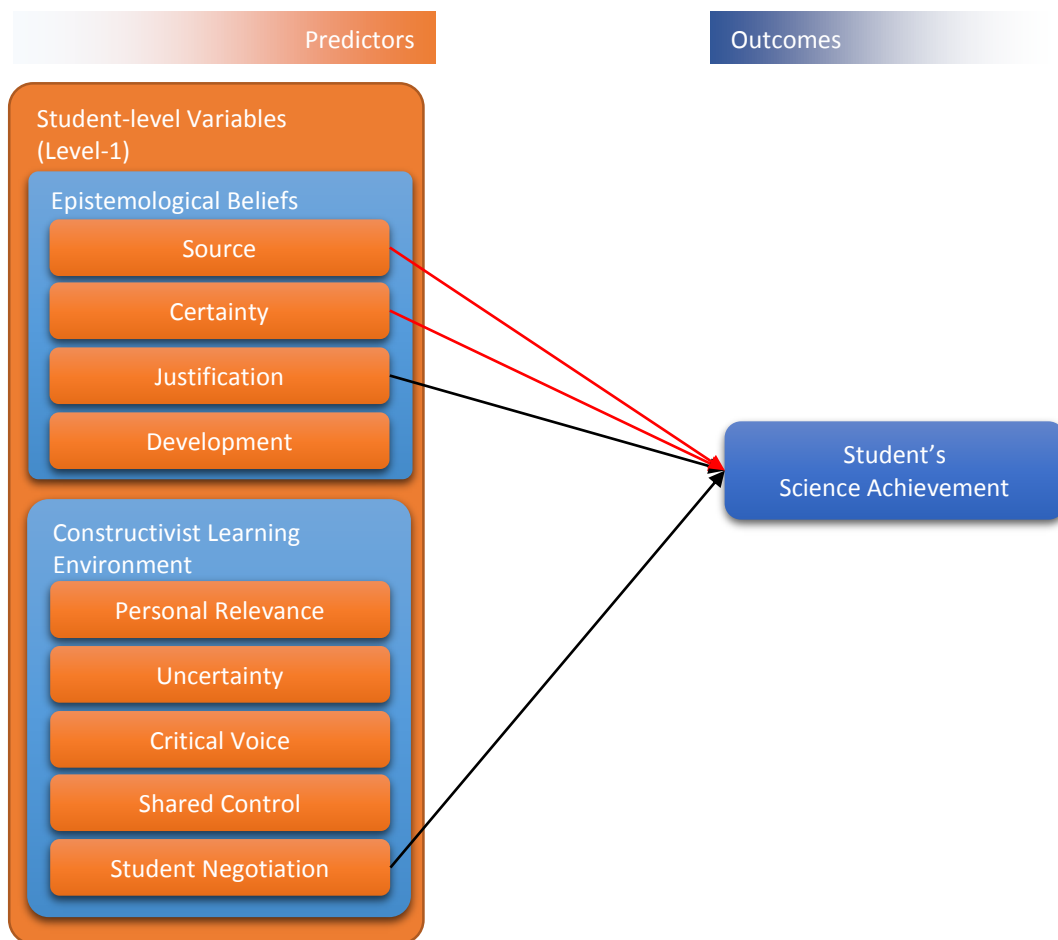 Predictors
Outcomes
Student-level Variables
(Level-1)
Epistemological Beliefs
Source
Certainty
Justification
Development
Student’s
Science Achievement
Constructivist Learning
Environment
Personal Relevance
Uncertainty
Critical Voice
Shared Control
Student Negotiation